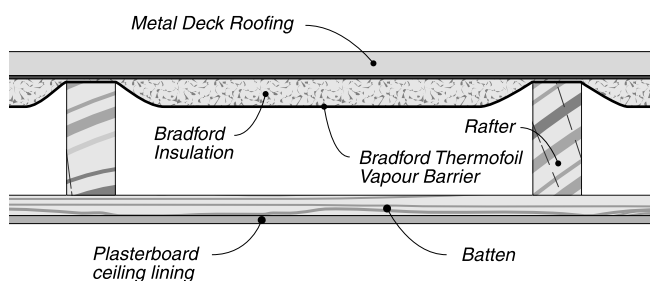 Metal Deck Roofing
Bradford
Insulation
Bradford Thermofoil
Vapour Barrier
Rafter
Plasterboard
ceiling lining
Batten